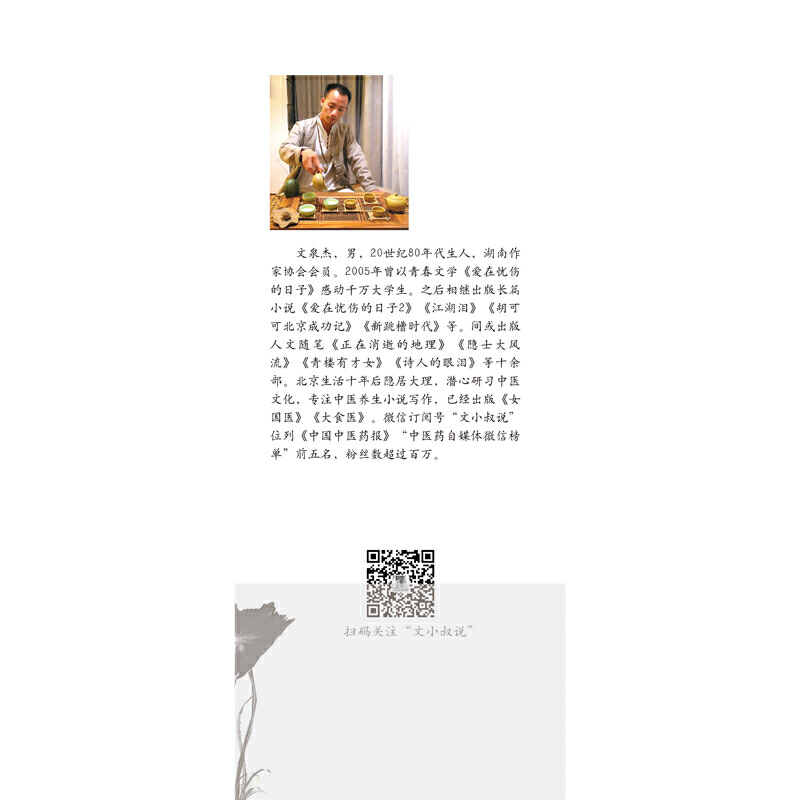 文泉杰，男，20世纪80年代生人，湖南作
家协会会员。2005年曾以青春文学《爱在忧伤
的日子》感动千万大学生。之后相继出版长篇
小说《爱在忧伤的日子2》《江湖泪》《胡可
可北京成功记》《新跳槽时代》等。间或出版
人文随笔《正在消逝的地理》《隐士大风
流》《青楼有才女》《诗人的眼泪》等十余
部。北京生活十年后隐居大理，潜心研习中医
文化，专注中医养生小说写作，已经出版《女
国医》《大食医》。微信订阅号“文小叔说”
位列《中国中医药报》“中医药自媒体微信榜
单”前五名，粉丝数超过百万。
扫码关注“文小叔说”